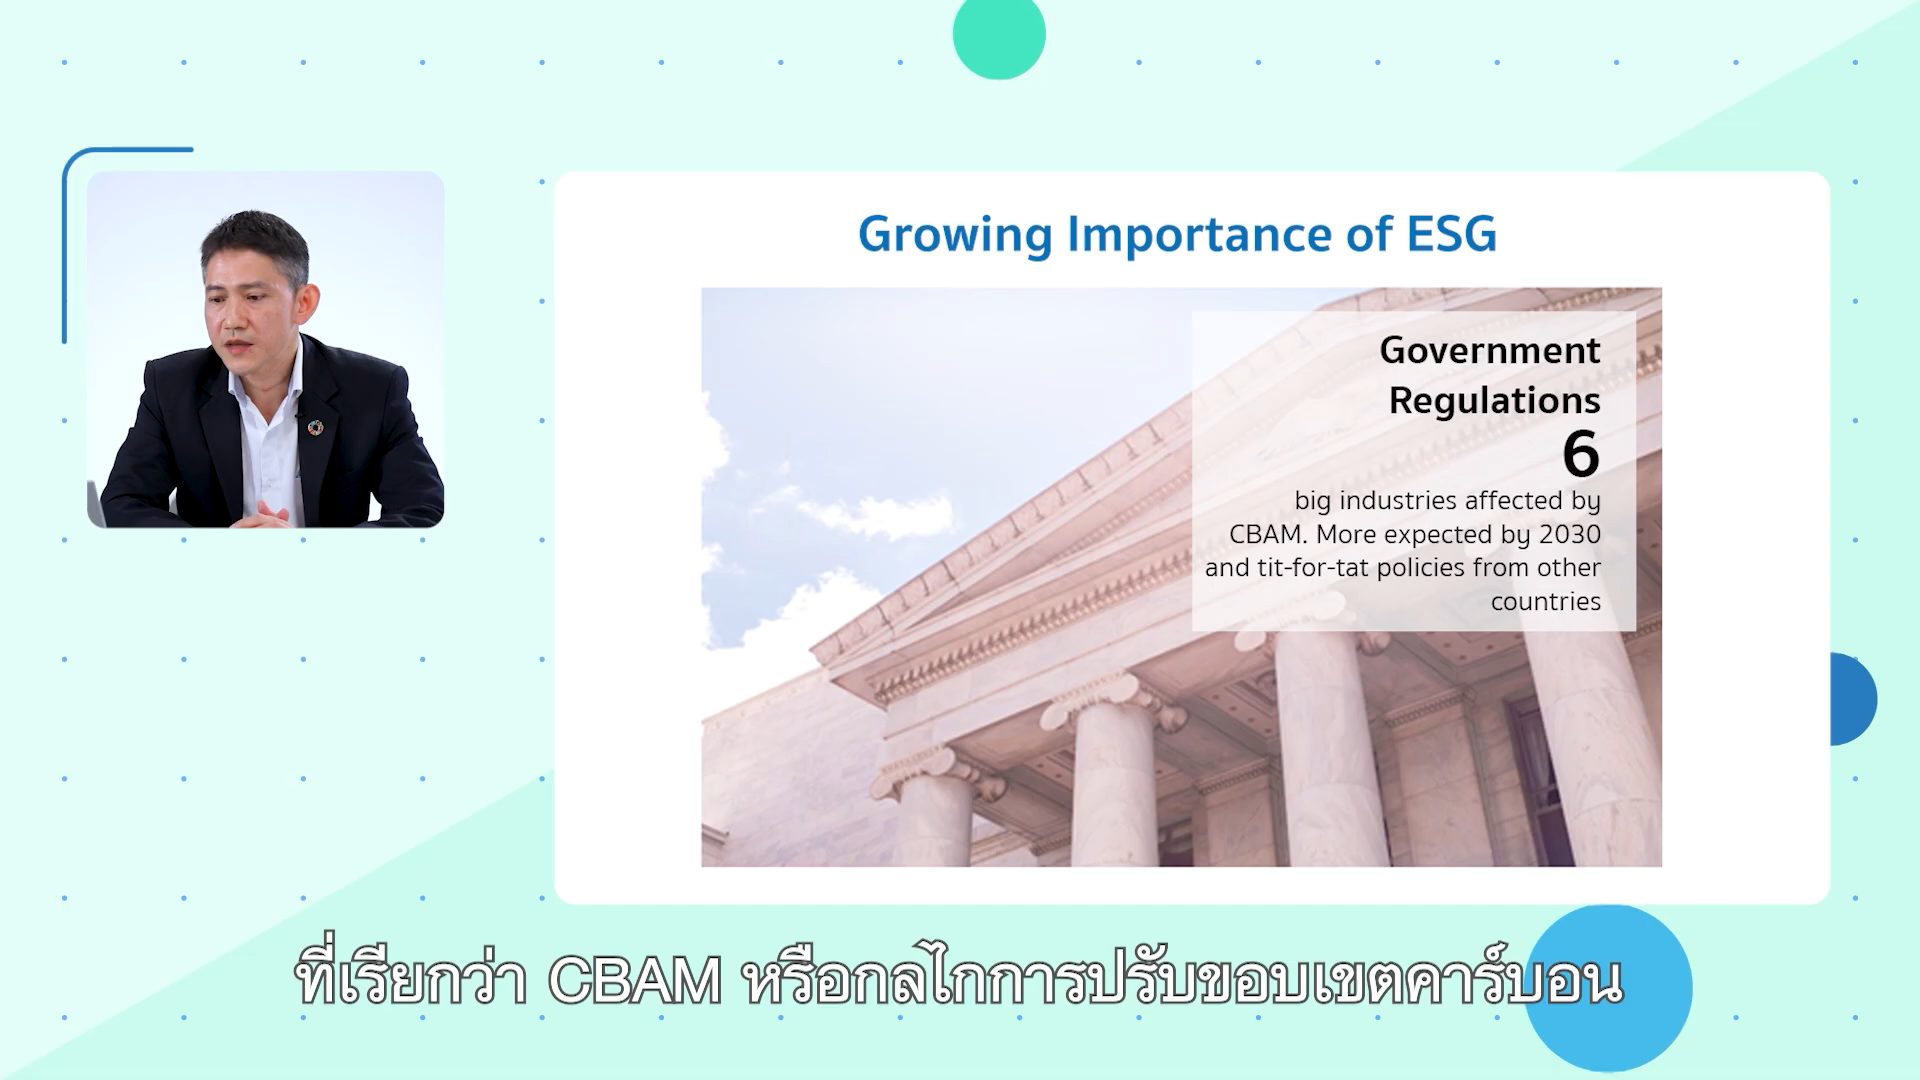 Growing Importance of ESG
Government
Regulations
6
big industries affected by
CBAM. More expected by 2030
and tit-for-tat policies from other
countries
ที่เรียกว่า CBAM หรือกลไกการปรับขอบเขตคาร์บอน